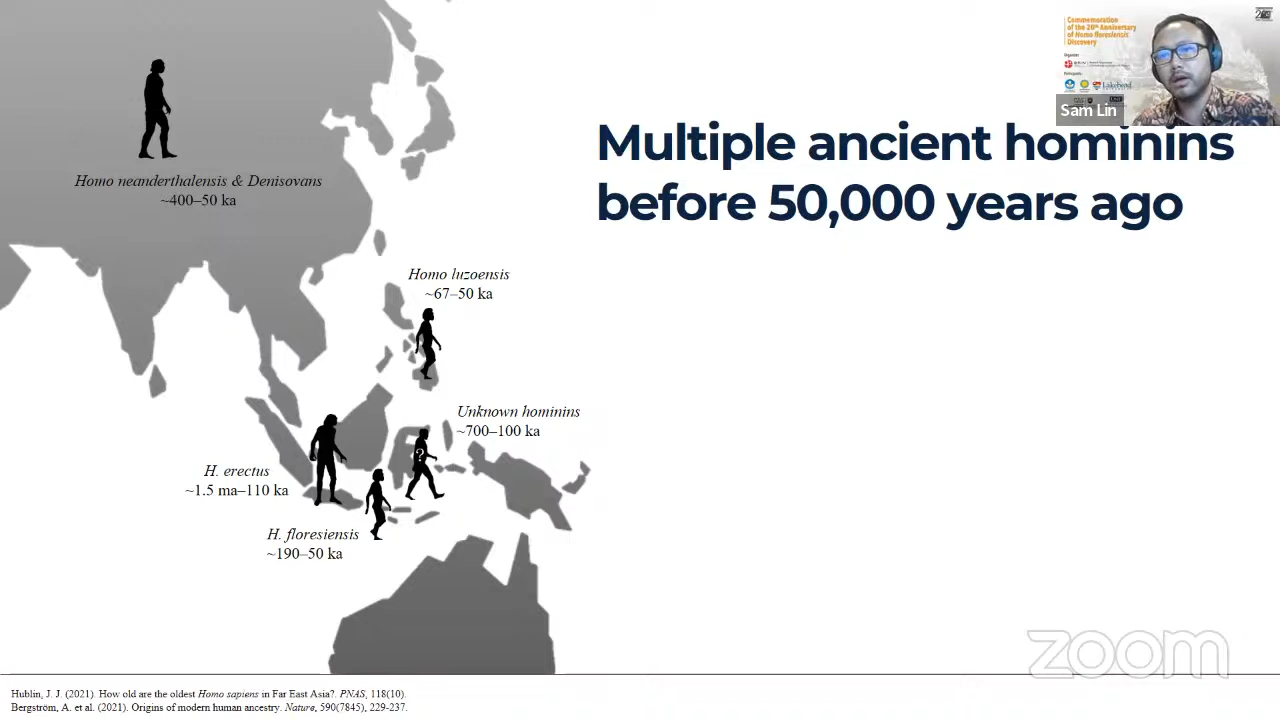 Commemoration
of the 20th Anniversary
of Homo floresiensis
Discovery
Sam Lin
Multiple ancient hominins
before 50,000 years ago
Homo neanderthalensis & Denisovans
~400–50 ka
Homo luzoensis
~67–50 ka
Unknown hominins
~700–100 ka
?
H. erectus
~1.5 ma–110 ka
H. floresiensis
~190–50 ka
zoom
Hublin, J. J. (2021). How old are the oldest Homo sapiens in Far East Asia?. PNAS, 118(10).
Bergström, A. et al. (2021). Origins of modern human ancestry. Nature, 590(7845), 229-237.